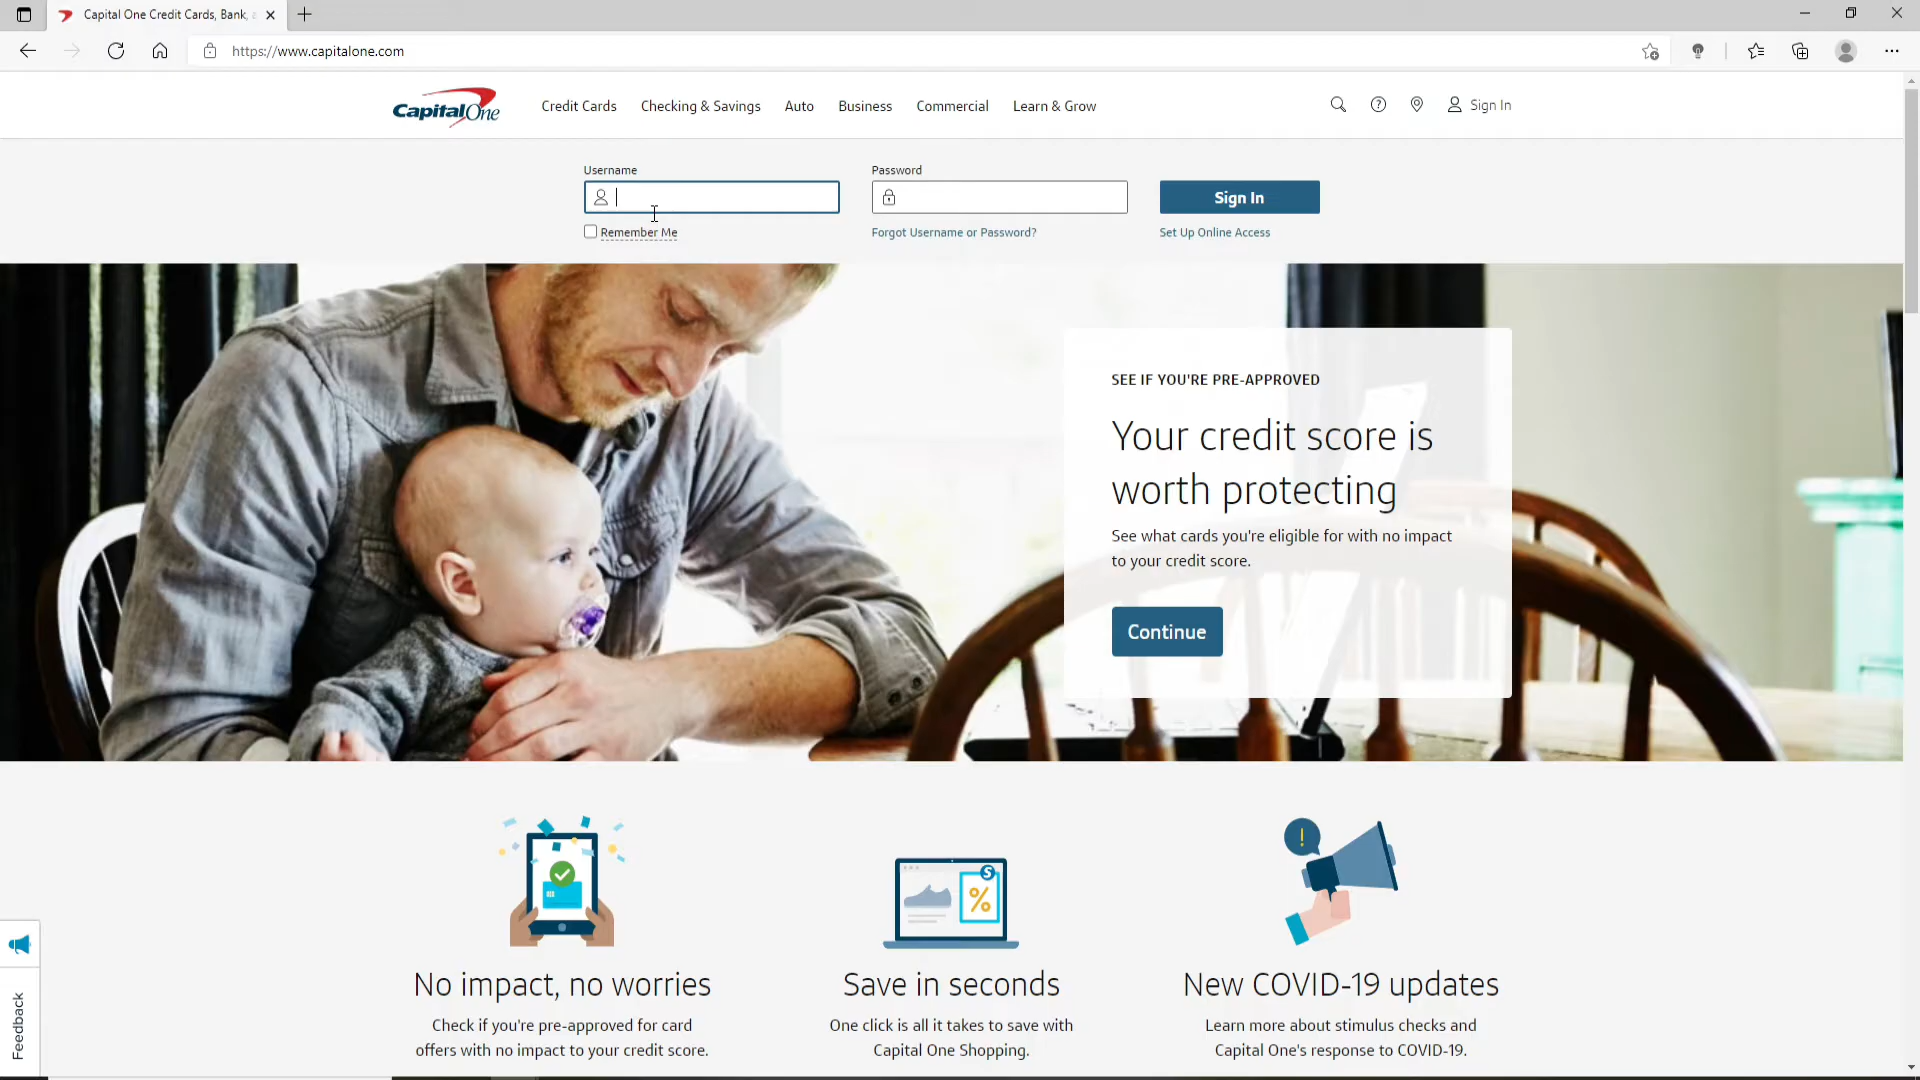 Capital One Credit Cards, Bank,
https://www.capitalone.com
Capital One
Credit Cards
Checking & Savings
Auto
Business
Commercial
Learn & Grow
Sign In
Username
Password
Sign In
Remember Me
Forgot Username or Password?
Set Up Online Access
SEE IF YOU'RE PRE-APPROVED
Your credit score is
worth protecting
See what cards you're eligible for with no impact
to your credit score.
Continue
No impact, no worries
Check if you're pre-approved for card
offers with no impact to your credit score.
Save in seconds
One click is all it takes to save with
Capital One Shopping.
New COVID-19 updates
Learn more about stimulus checks and
Capital One's response to COVID-19.
Feedback